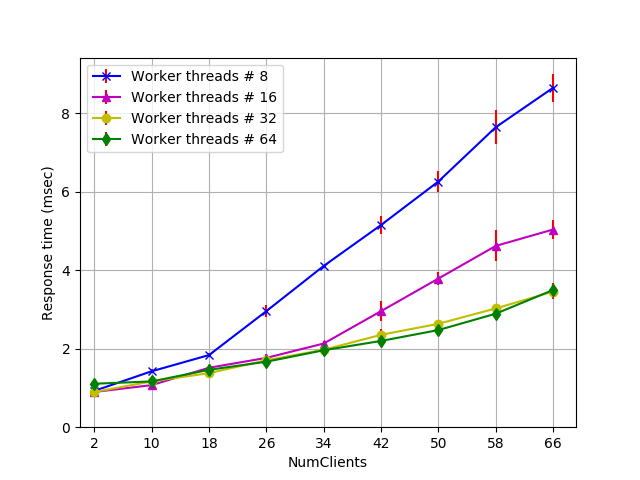 Worker threads # 8
Worker threads # 16
Worker threads # 32
Worker threads # 64
Response time (msec)
8
6
4
2
0
2 10 18 26 34 42 50 58 66
NumClients